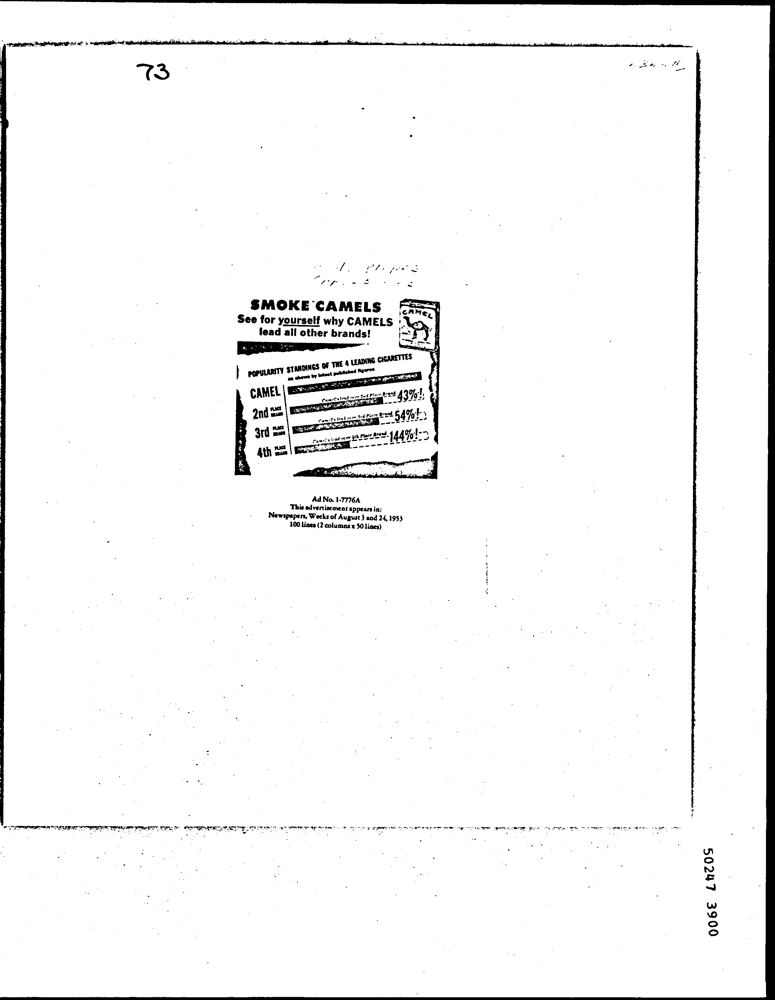 73
SMOKE CAMELS
See for yourself why CAMELS
lead all other brands!
CAMEL
POPULARITY STANDINGS OF THE 4 LEADING CIGARETTES
as shown by latest published figures
CAMEL
Camel's lead over 2nd Place Brand 43%!
2nd PLACE BRAND
Camel's lead over 3rd Place Brand 54%!
3rd PLACE BRAND
Camel's lead over 4th Place Brand 144%!
4th PLACE BRAND
Ad No. 1-7776A
This advertisement appears in:
Newspapers, Weeks of August 3 and 24, 1953
100 lines (2 columns x 50 lines)
50247 3900